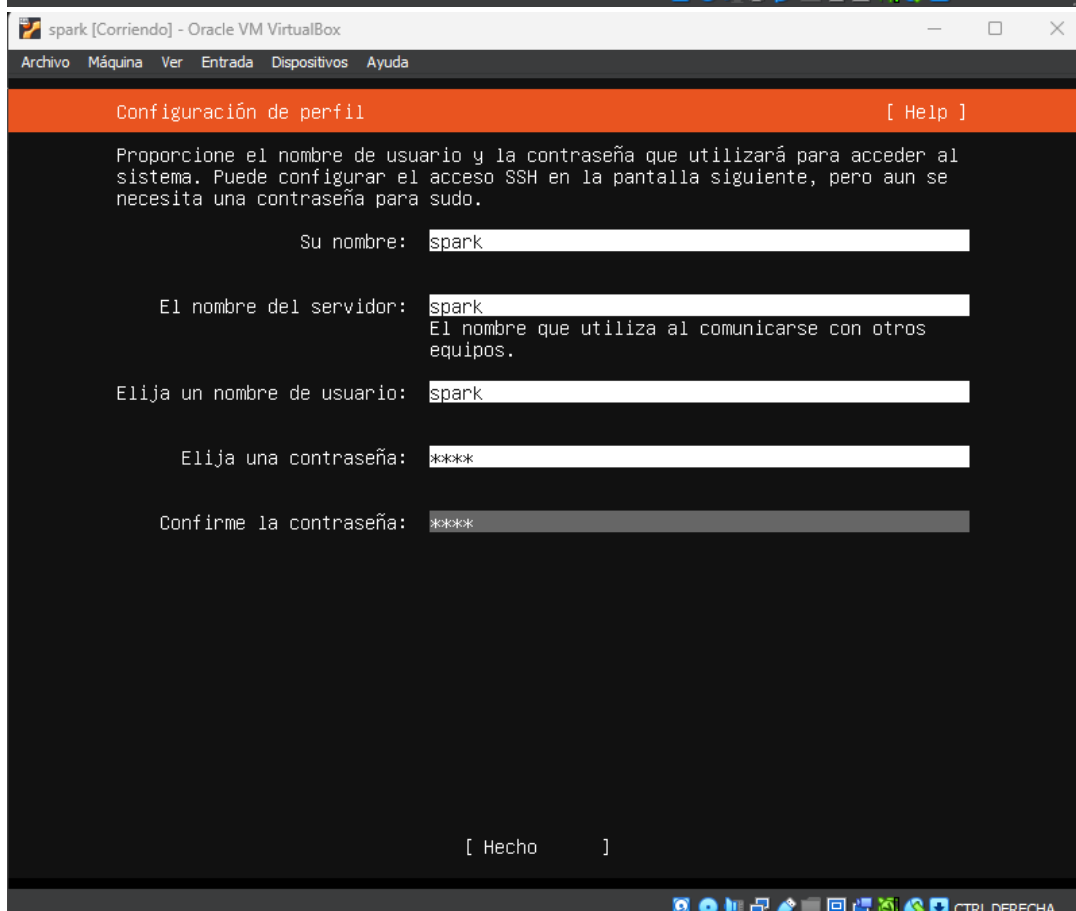 spark [Corriendo] - Oracle VM VirtualBox
Archivo Máquina Ver Entrada Dispositivos Ayuda
Configuración de perfil [ Help ]
Proporcione el nombre de usuario y la contraseña que utilizará para acceder al
sistema. Puede configurar el acceso SSH en la pantalla siguiente, pero aun se
necesita una contraseña para sudo.
Su nombre: spark
El nombre del servidor: spark
El nombre que utiliza al comunicarse con otros
equipos.
Elija un nombre de usuario: spark
Elija una contraseña: ****
Confirme la contraseña: ****
[ Hecho ]
CTRL DERECHA